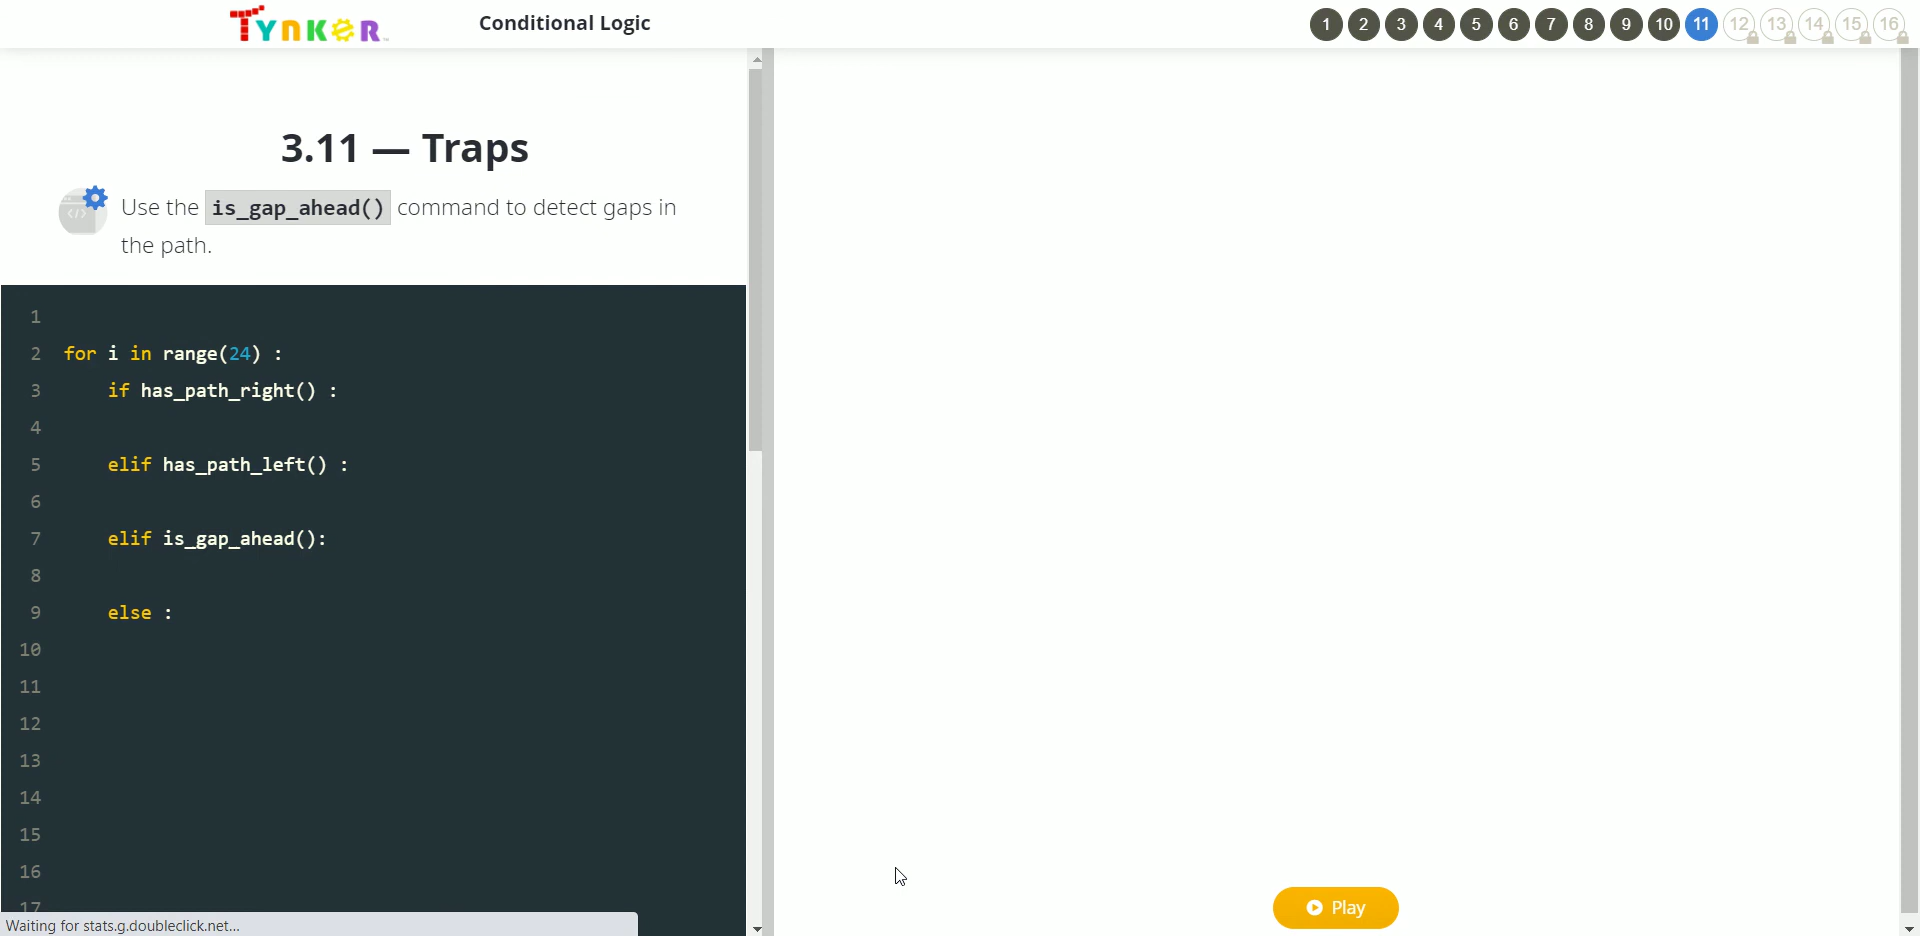 TYNKER
Conditional Logic
1 2 3 4 5 6 7 8 9 10 11 12 13 14 15 16
3.11 — Traps
Use the is_gap_ahead() command to detect gaps in
the path.
1
2 for i in range(24) :
3 if has_path_right() :
4
5 elif has_path_left() :
6
7 elif is_gap_ahead():
8
9 else :
10
11
12
13
14
15
16
17
Waiting for stats.g.doubleclick.net...
Play